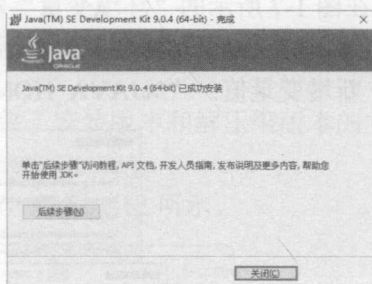 Java(TM) SE Development Kit 9.0.4 (64-bit) - 完成
Java
ORACLE
Java(TM) SE Development Kit 9.0.4 (64-bit) 已成功安装
单击"后续步骤"访问教程, API 文档, 开发人员指南, 发布说明及更多内容, 帮助您
开始使用 JDK。
后续步骤(N)
关闭(C)